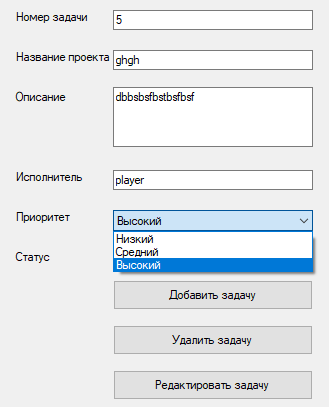 Номер задачи 5
Название проекта ghgh
Описание dbbsbsfbstbsfbsf
Исполнитель player
Приоритет Высокий
Низкий
Средний
Высокий
Статус
Добавить задачу
Удалить задачу
Редактировать задачу